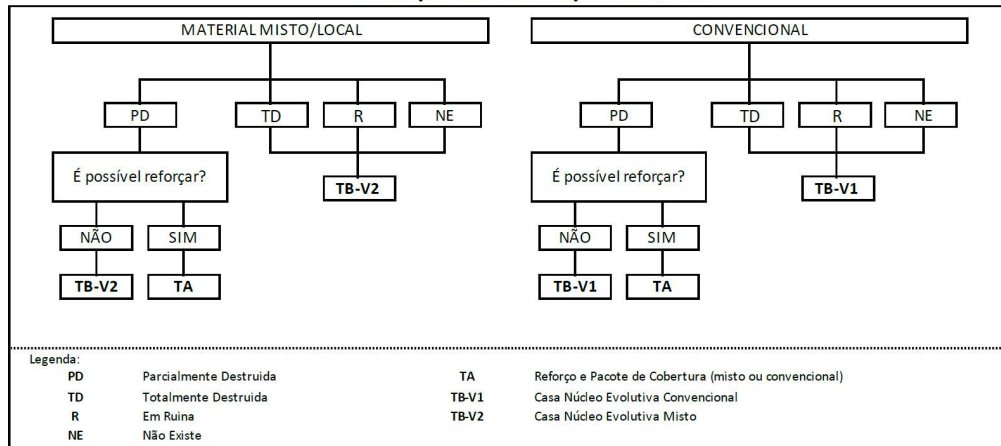 MATERIAL MISTO/LOCAL
PD TD R NE
É possível reforçar?
TB-V2
NÃO SIM
TB-V2 TA
CONVENCIONAL
PD TD R NE
É possível reforçar?
TB-V1
NÃO SIM
TB-V1 TA
Legenda:
PD Parcialmente Destruida
TD Totalmente Destruida
R Em Ruina
NE Não Existe
TA Reforço e Pacote de Cobertura (misto ou convencional)
TB-V1 Casa Núcleo Evolutiva Convencional
TB-V2 Casa Núcleo Evolutiva Misto